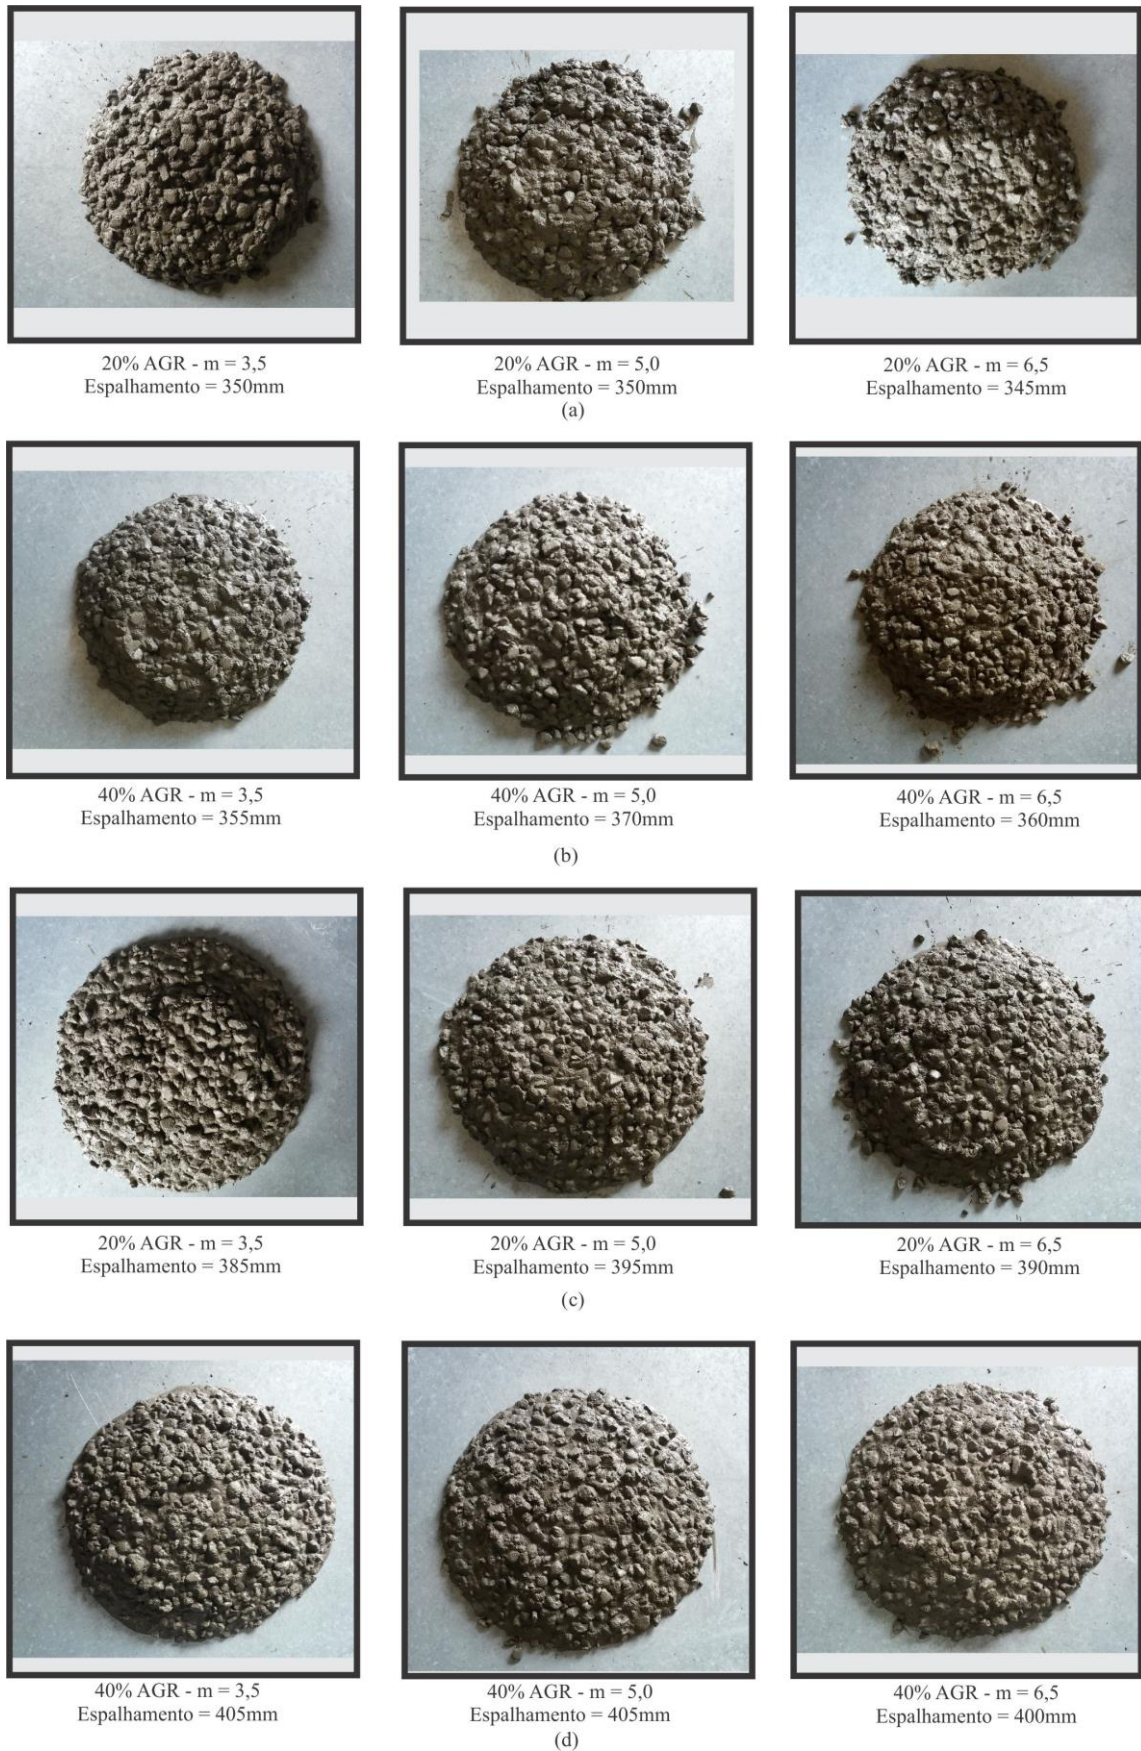 20% AGR - m = 3,5
Espalhamento = 350mm
20% AGR - m = 5,0
Espalhamento = 350mm
20% AGR - m = 6,5
Espalhamento = 345mm
(a)
40% AGR - m = 3,5
Espalhamento = 355mm
40% AGR - m = 5,0
Espalhamento = 370mm
40% AGR - m = 6,5
Espalhamento = 360mm
(b)
20% AGR - m = 3,5
Espalhamento = 385mm
20% AGR - m = 5,0
Espalhamento = 395mm
20% AGR - m = 6,5
Espalhamento = 390mm
(c)
40% AGR - m = 3,5
Espalhamento = 405mm
40% AGR - m = 5,0
Espalhamento = 405mm
40% AGR - m = 6,5
Espalhamento = 400mm
(d)